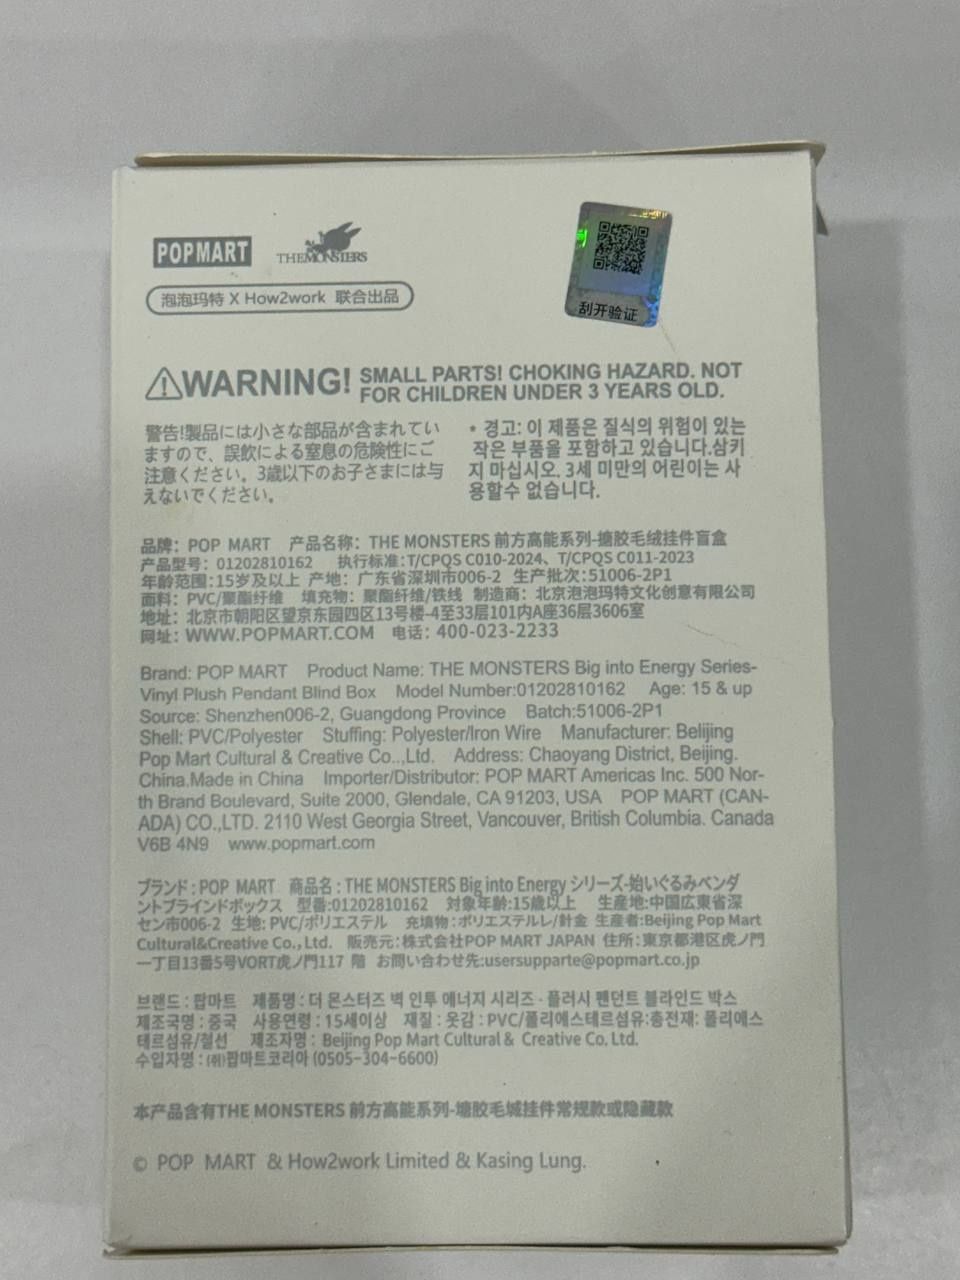 POP MART
THE MONSTERS
泡泡玛特 X How2work 联合出品
刮开验证
WARNING! SMALL PARTS! CHOKING HAZARD. NOT
FOR CHILDREN UNDER 3 YEARS OLD.
警告!製品には小さな部品が含まれてい
ますので、誤飲による窒息の危険性にご
注意ください。3歳以下のお子さまには与
えないでください。
* 경고: 이 제품은 질식의 위험이 있는
작은 부품을 포함하고 있습니다.삼키
지 마십시오. 3세 미만의 어린이는 사
용할수 없습니다.
品牌：POP MART 产品名称：THE MONSTERS 前方高能系列-搪胶毛绒挂件盲盒
产品型号：01202810162 执行标准:T/CPQS C010-2024、T/CPQS C011-2023
年龄范围:15岁及以上 产地：广东省深圳市006-2 生产批次:51006-2P1
面料：PVC/聚酯纤维 填充物：聚酯纤维/铁线 制造商：北京泡泡玛特文化创意有限公司
地址：北京市朝阳区望京东园四区13号楼-4至33层101内A座36层3606室
网址：WWW.POPMART.COM 电话：400-023-2233
Brand: POP MART Product Name: THE MONSTERS Big into Energy Series-
Vinyl Plush Pendant Blind Box Model Number:01202810162 Age: 15 & up
Source: Shenzhen006-2, Guangdong Province Batch:51006-2P1
Shell: PVC/Polyester Stuffing: Polyester/Iron Wire Manufacturer: Belijing
Pop Mart Cultural & Creative Co..,Ltd. Address: Chaoyang District, Beijing.
China.Made in China Importer/Distributor: POP MART Americas Inc. 500 Nor-
th Brand Boulevard, Suite 2000, Glendale, CA 91203, USA POP MART (CAN-
ADA) CO.,LTD. 2110 West Georgia Street, Vancouver, British Columbia. Canada
V6B 4N9 www.popmart.com
ブランド : POP MART 商品名 : THE MONSTERS Big into Energy シリーズ-始いぐるみペンダ
ントブラインドボックス 型番:01202810162 対象年齢:15歳以上 生産地:中国広東省深
セン市006-2 生地: PVC/ポリエステル 充填物 : ポリエステルレ/針金 生産者:Beijing Pop Mart
Cultural&Creative Co., Ltd. 販売元 : 株式会社POP MART JAPAN 住所 : 東京都港区虎ノ門
一丁目13番5号VORT虎ノ門117 階 お問い合わせ先:usersupparte@popmart.co.jp
브랜드 : 팝마트 제품명 : 더 몬스터즈 벽 인투 애너지 시리즈 · 플러시 펜던트 블라인드 박스
제조국명 : 중국 사용연령 : 15세이상 재질 : 옷감 : PVC/폴리에스테르섬유:충전재: 폴리에스
테르섬유/철선 제조자명 : Beijing Pop Mart Cultural & Creative Co. Ltd.
수입자명 : ㈜팝마트코리아 (0505-304-6600)
本产品含有THE MONSTERS 前方高能系列-搪胶毛城挂件常规款或隐藏款
© POP MART & How2work Limited & Kasing Lung.